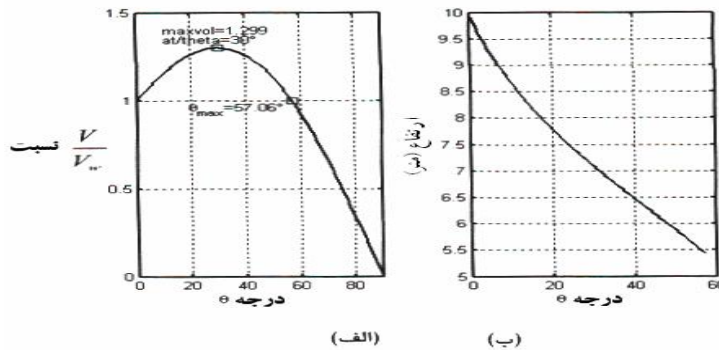 1.5
maxvol=1.299
at/theta=30°
1
θmax=57.06°
0.5
0
0 20 40 60 80
نسبت V/V
درجه θ
(الف)
10
9.5
9
8.5
8
7.5
7
6.5
6
5.5
5
0 20 40 60
ارتفاع (متر)
درجه θ
(ب)